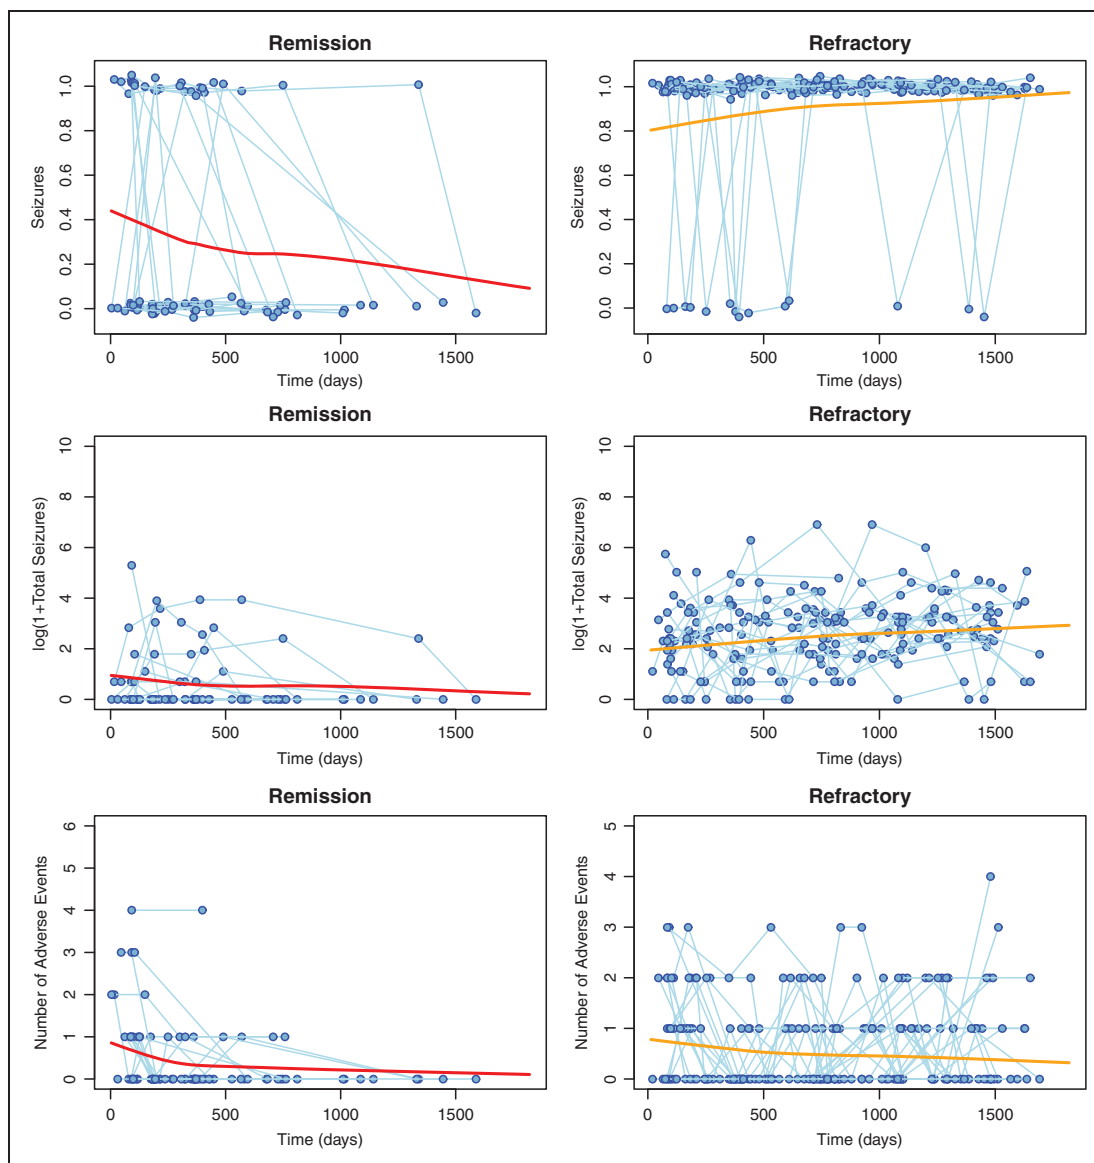 Remission
Refractory
Seizures
0.0 0.2 0.4 0.6 0.8 1.0
0 500 1000 1500
Time (days)
Seizures
0.0 0.2 0.4 0.6 0.8 1.0
0 500 1000 1500
Time (days)
Remission
Refractory
log(1+Total Seizures)
0 2 4 6 8 10
0 500 1000 1500
Time (days)
log(1+Total Seizures)
0 2 4 6 8 10
0 500 1000 1500
Time (days)
Remission
Refractory
Number of Adverse Events
0 1 2 3 4 5 6
0 500 1000 1500
Time (days)
Number of Adverse Events
0 1 2 3 4 5
0 500 1000 1500
Time (days)